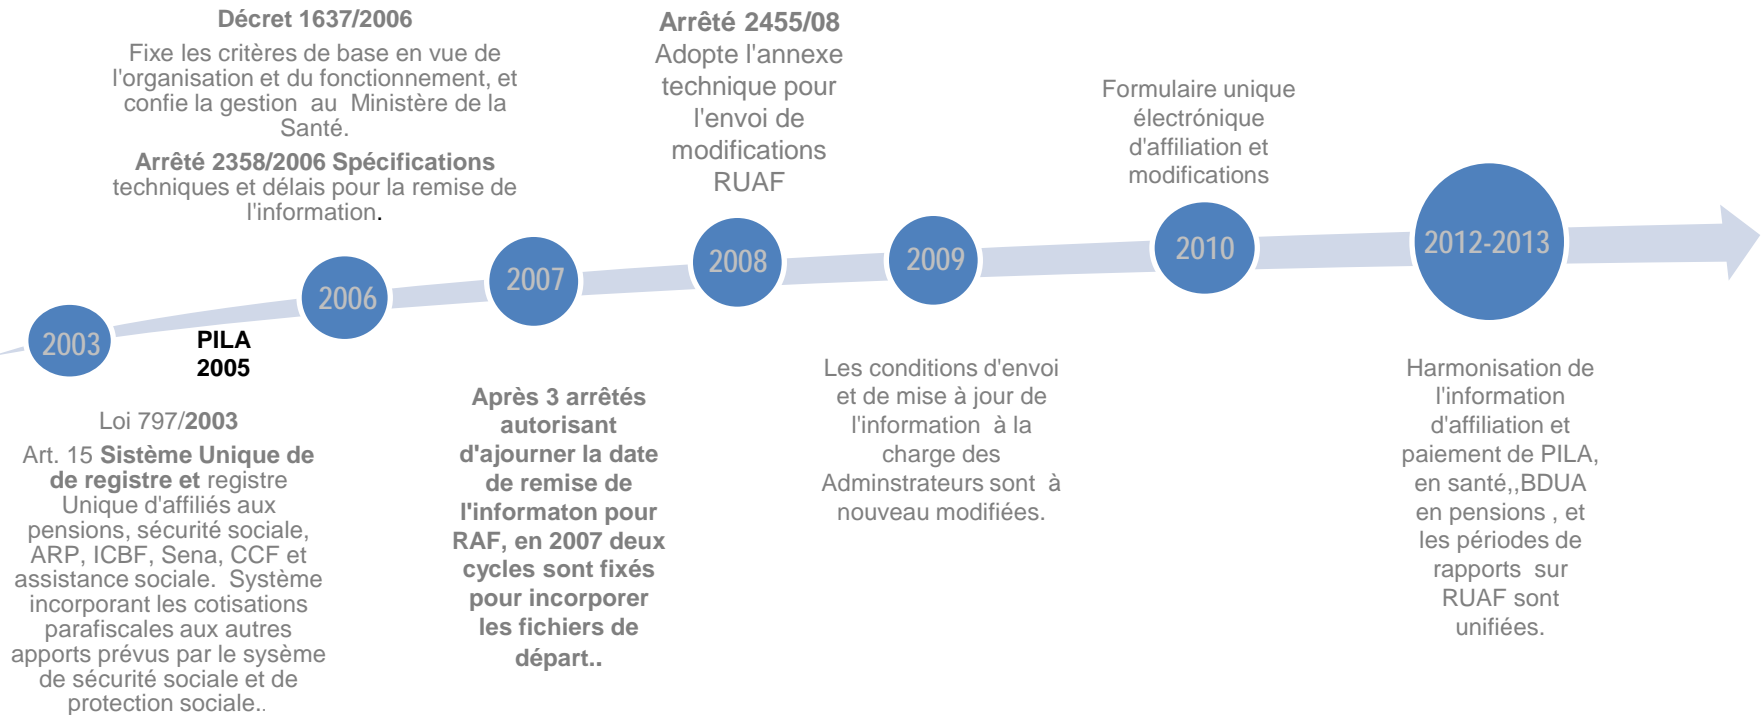 Décret 1637/2006
Fixe les critères de base en vue de
l'organisation et du fonctionnement, et
confie la gestion au Ministère de la
Santé.
Arrêté 2358/2006 Spécifications
techniques et délais pour la remise de
l'information.
Arrêté 2455/08
Adopte l'annexe
technique pour
l'envoi de
modifications
RUAF
Formulaire unique
électrónique
d'affiliation et
modifications
2003
PILA
2005
2006
2007
2008
2009
2010
2012-2013
Loi 797/2003
Art. 15 Sistème Unique de
de registre et registre
Unique d'affiliés aux
pensions, sécurité sociale,
ARP, ICBF, Sena, CCF et
assistance sociale. Système
incorporant les cotisations
parafiscales aux autres
apports prévus par le sysème
de sécurité sociale et de
protection sociale..
Après 3 arrêtés
autorisant
d'ajourner la date
de remise de
l'informaton pour
RAF, en 2007 deux
cycles sont fixés
pour incorporer
les fichiers de
départ..
Les conditions d'envoi
et de mise à jour de
l'information à la
charge des
Adminstrateurs sont à
nouveau modifiées.
Harmonisation de
l'information
d'affiliation et
paiement de PILA,
en santé,,BDUA
en pensions , et
les périodes de
rapports sur
RUAF sont
unifiées.